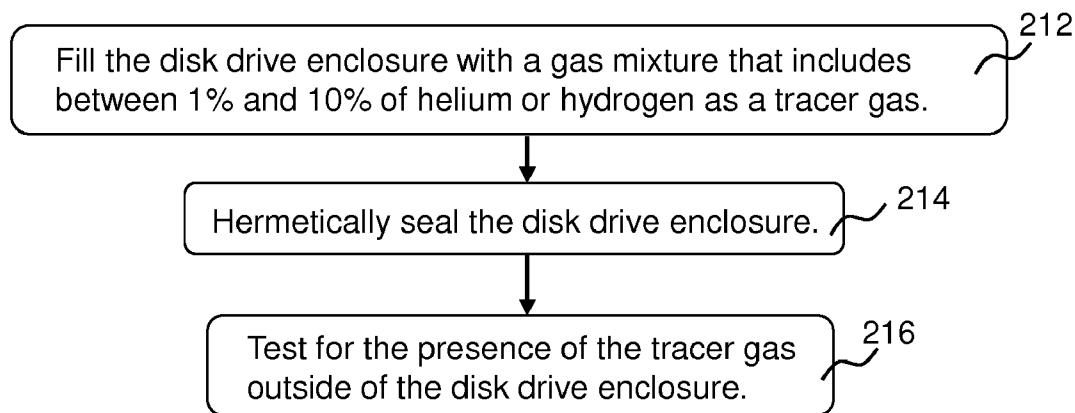 212
Fill the disk drive enclosure with a gas mixture that includes
between 1% and 10% of helium or hydrogen as a tracer gas.
214
Hermetically seal the disk drive enclosure.
216
Test for the presence of the tracer gas
outside of the disk drive enclosure.